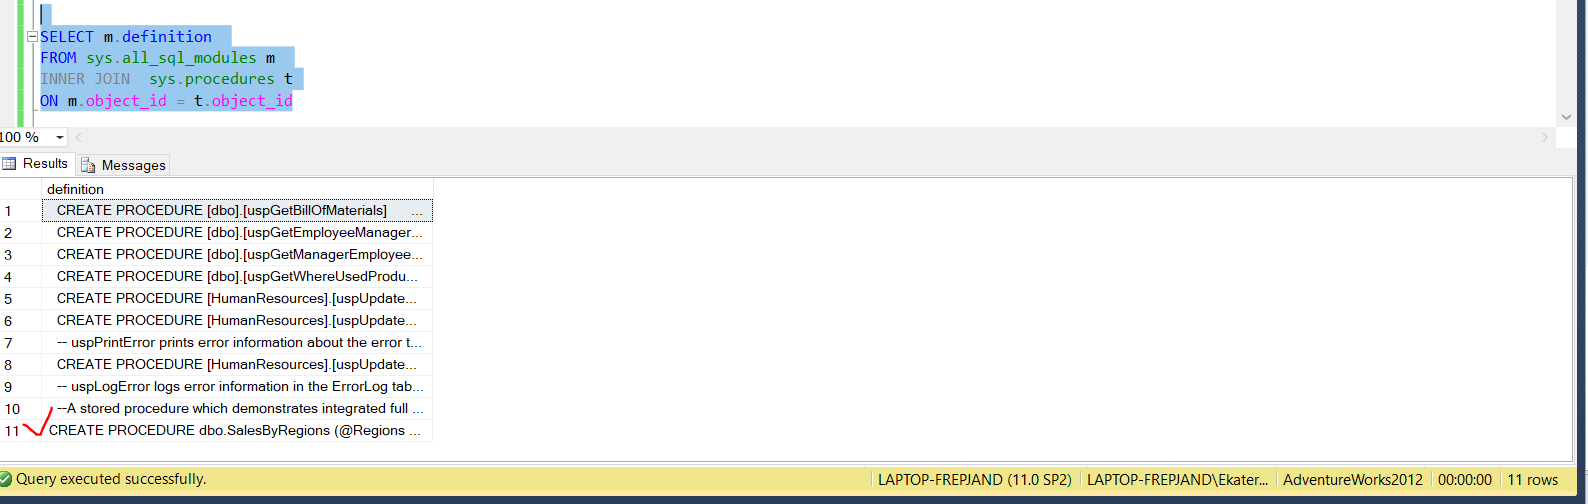 SELECT m.definition
FROM sys.all_sql_modules m
INNER JOIN  sys.procedures t
ON m.object_id = t.object_id
100 %
Results Messages
definition
1 CREATE PROCEDURE [dbo].[uspGetBillOfMaterials] ...
2 CREATE PROCEDURE [dbo].[uspGetEmployeeManager...
3 CREATE PROCEDURE [dbo].[uspGetManagerEmployee...
4 CREATE PROCEDURE [dbo].[uspGetWhereUsedProdu...
5 CREATE PROCEDURE [HumanResources].[uspUpdate...
6 CREATE PROCEDURE [HumanResources].[uspUpdate...
7 -- uspPrintError prints error information about the error t...
8 CREATE PROCEDURE [HumanResources].[uspUpdate...
9 -- uspLogError logs error information in the ErrorLog tab...
10 --A stored procedure which demonstrates integrated full ...
11 CREATE PROCEDURE dbo.SalesByRegions (@Regions ...
Query executed successfully. LAPTOP-FREPJAND (11.0 SP2) LAPTOP-FREPJAND\Ekater... AdventureWorks2012 00:00:00 11 rows